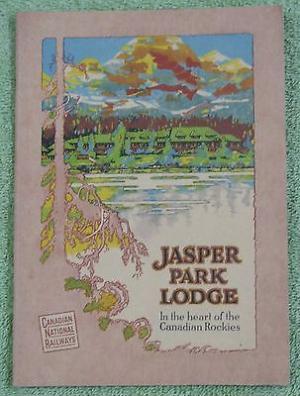 JASPER
PARK
LODGE
In the heart of the
Canadian Rockies
CANADIAN
NATIONAL
RAILWAYS